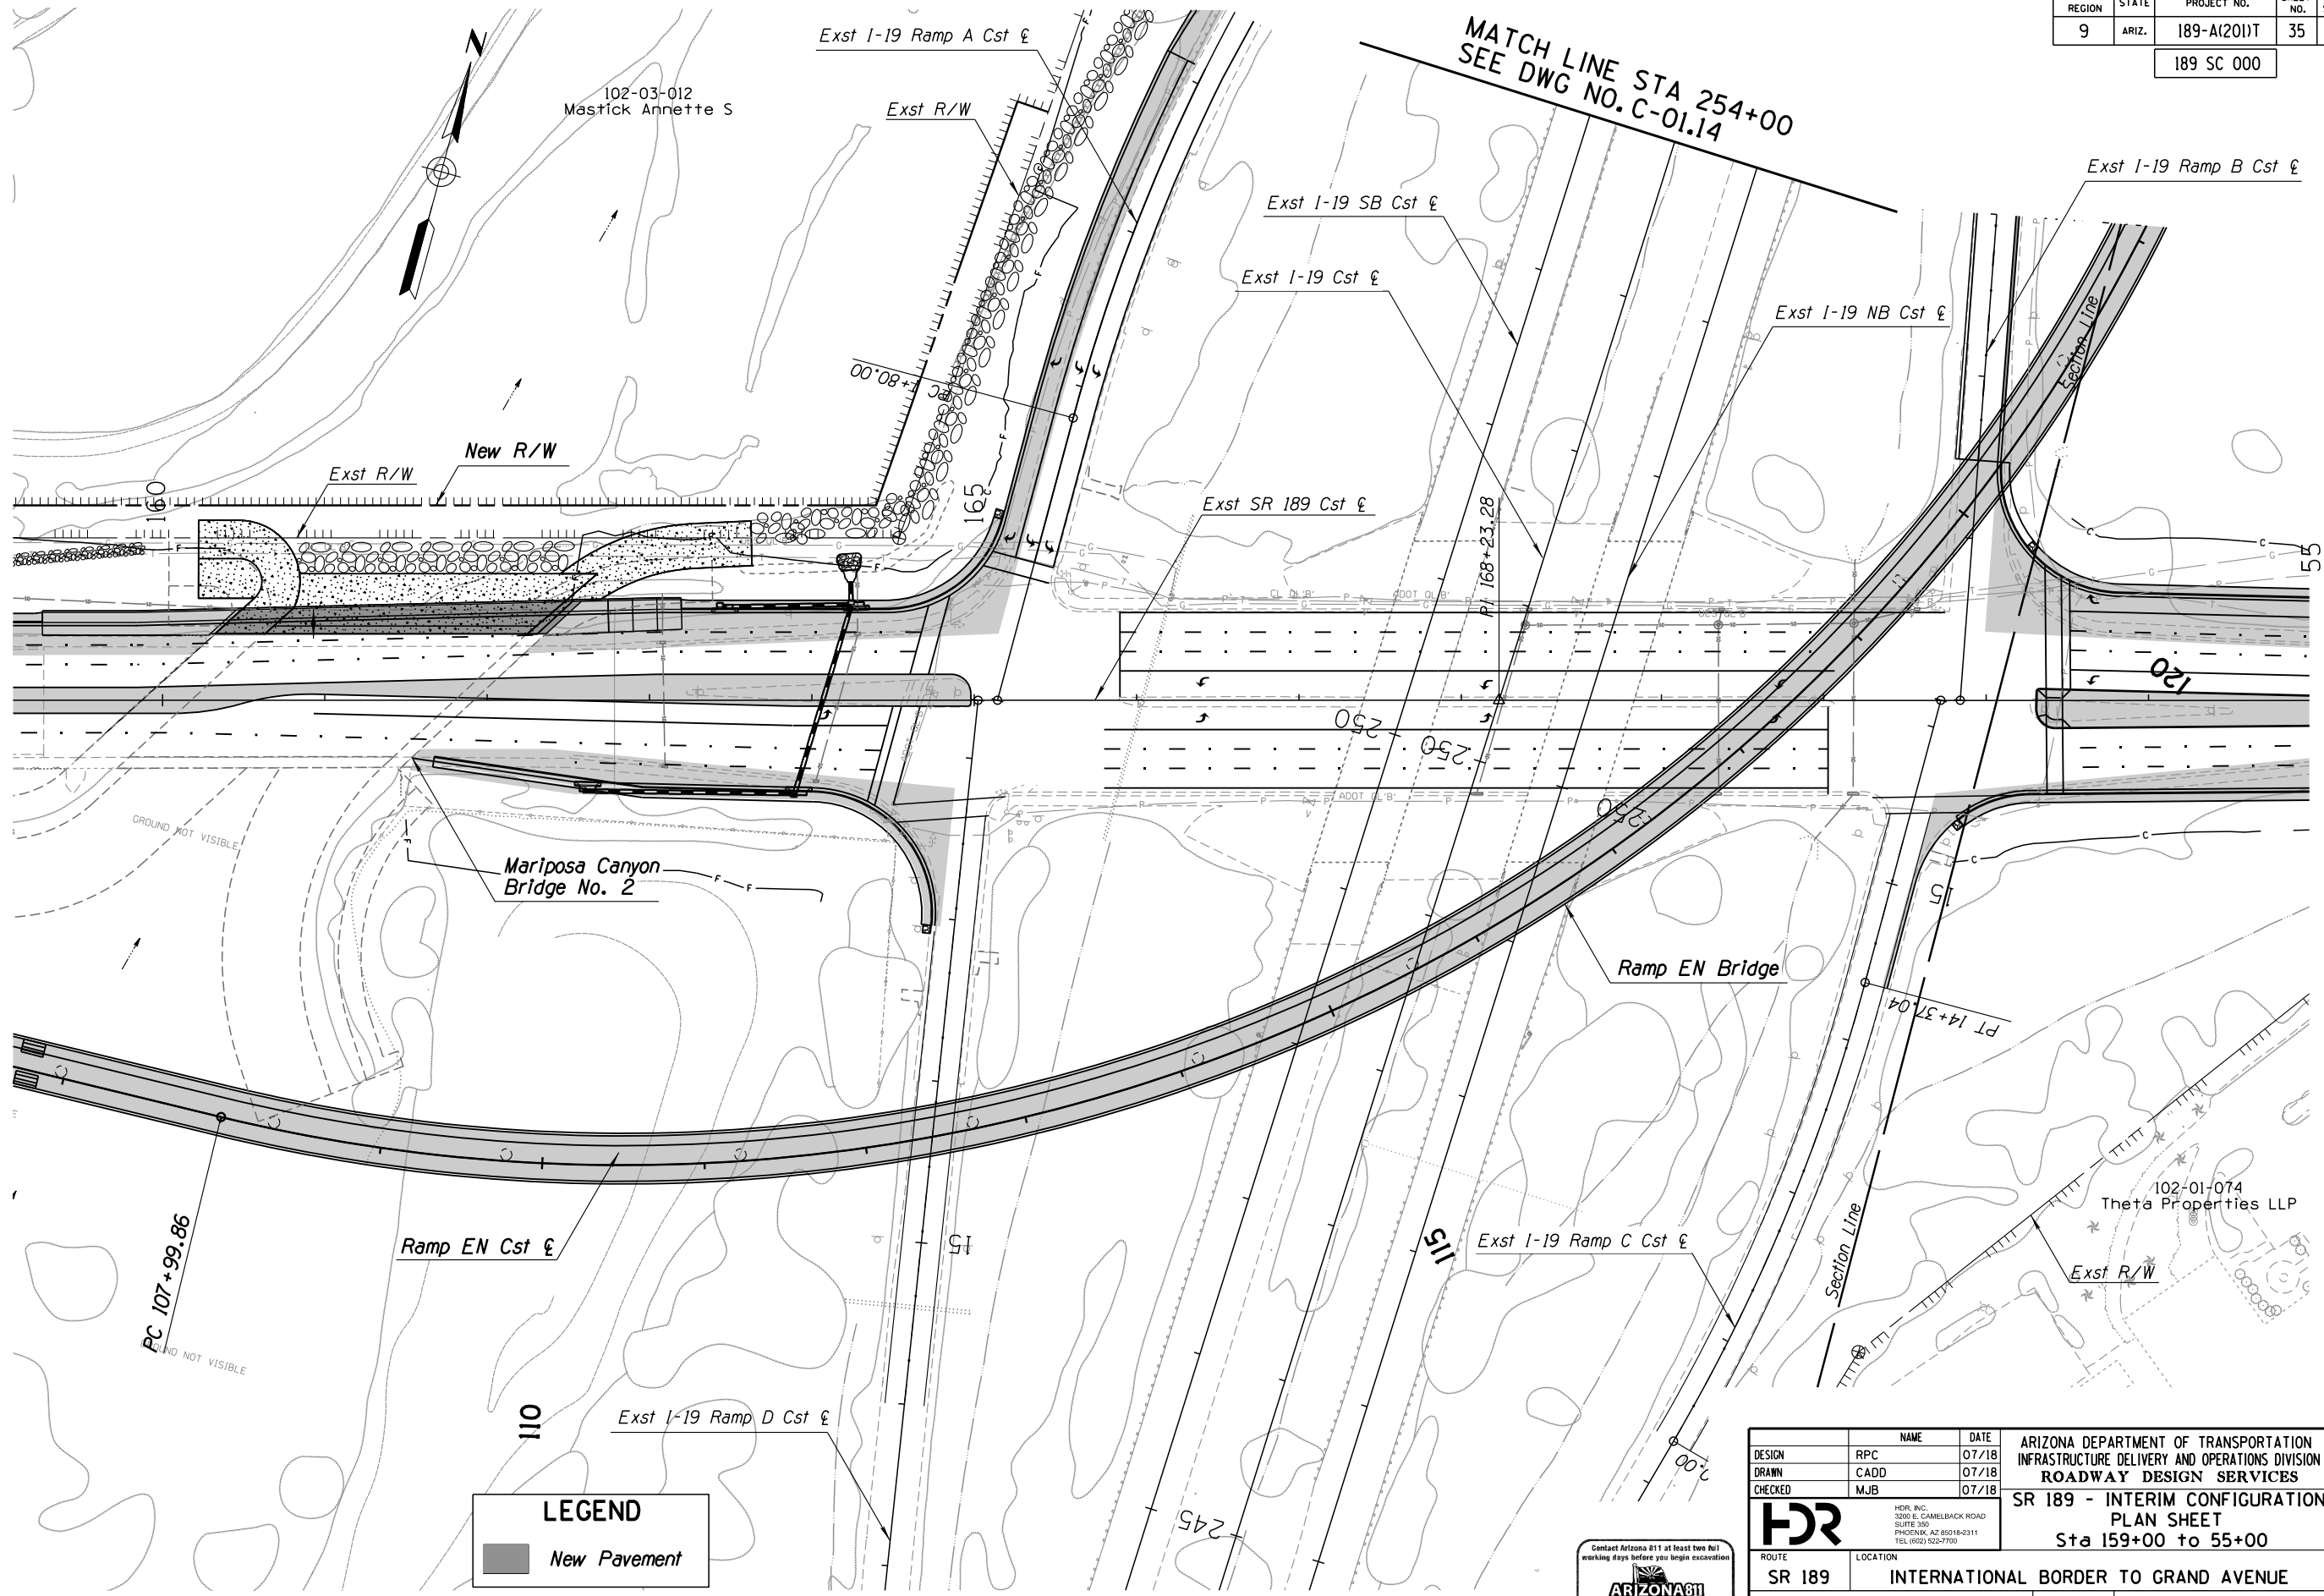 REGION STATE PROJECT NO. NO.
9 ARIZ. 189-A(201)T 35
189 SC 000
MATCH LINE STA 254+00
SEE DWG NO. C-01.14
Exst I-19 Ramp A Cst ℄
N
102-03-012
Mastick Annette S
Exst R/W
Exst I-19 Ramp B Cst ℄
Exst I-19 SB Cst ℄
Exst I-19 Cst ℄
Exst I-19 NB Cst ℄
Section Line
PC 1+80.00
New R/W
Exst R/W
160
165
Exst SR 189 Cst ℄
PI 168+23.28
55
CL QL'B'
ADOT QL'B'
120
250
250
250
ADOT QL'B'
GROUND NOT VISIBLE
Mariposa Canyon
Bridge No. 2
15
Ramp EN Bridge
PT 14+37.04
102-01-074
Theta Properties LLP
PC 107+99.86
Ramp EN Cst ℄
15
115
Exst I-19 Ramp C Cst ℄
Section Line
Exst R/W
GROUND NOT VISIBLE
110
Exst I-19 Ramp D Cst ℄
245
LEGEND
New Pavement
NAME DATE
DESIGN RPC 07/18
DRAWN CADD 07/18
CHECKED MJB 07/18
ARIZONA DEPARTMENT OF TRANSPORTATION
INFRASTRUCTURE DELIVERY AND OPERATIONS DIVISION
ROADWAY DESIGN SERVICES
HDR
HDR, INC.
3200 E. CAMELBACK ROAD
SUITE 350
PHOENIX, AZ 85018-2311
TEL (602) 522-7700
SR 189 - INTERIM CONFIGURATION
PLAN SHEET
Sta 159+00 to 55+00
ROUTE LOCATION
SR 189 INTERNATIONAL BORDER TO GRAND AVENUE
Contact Arizona 811 at least two full
working days before you begin excavation
ARIZONA811